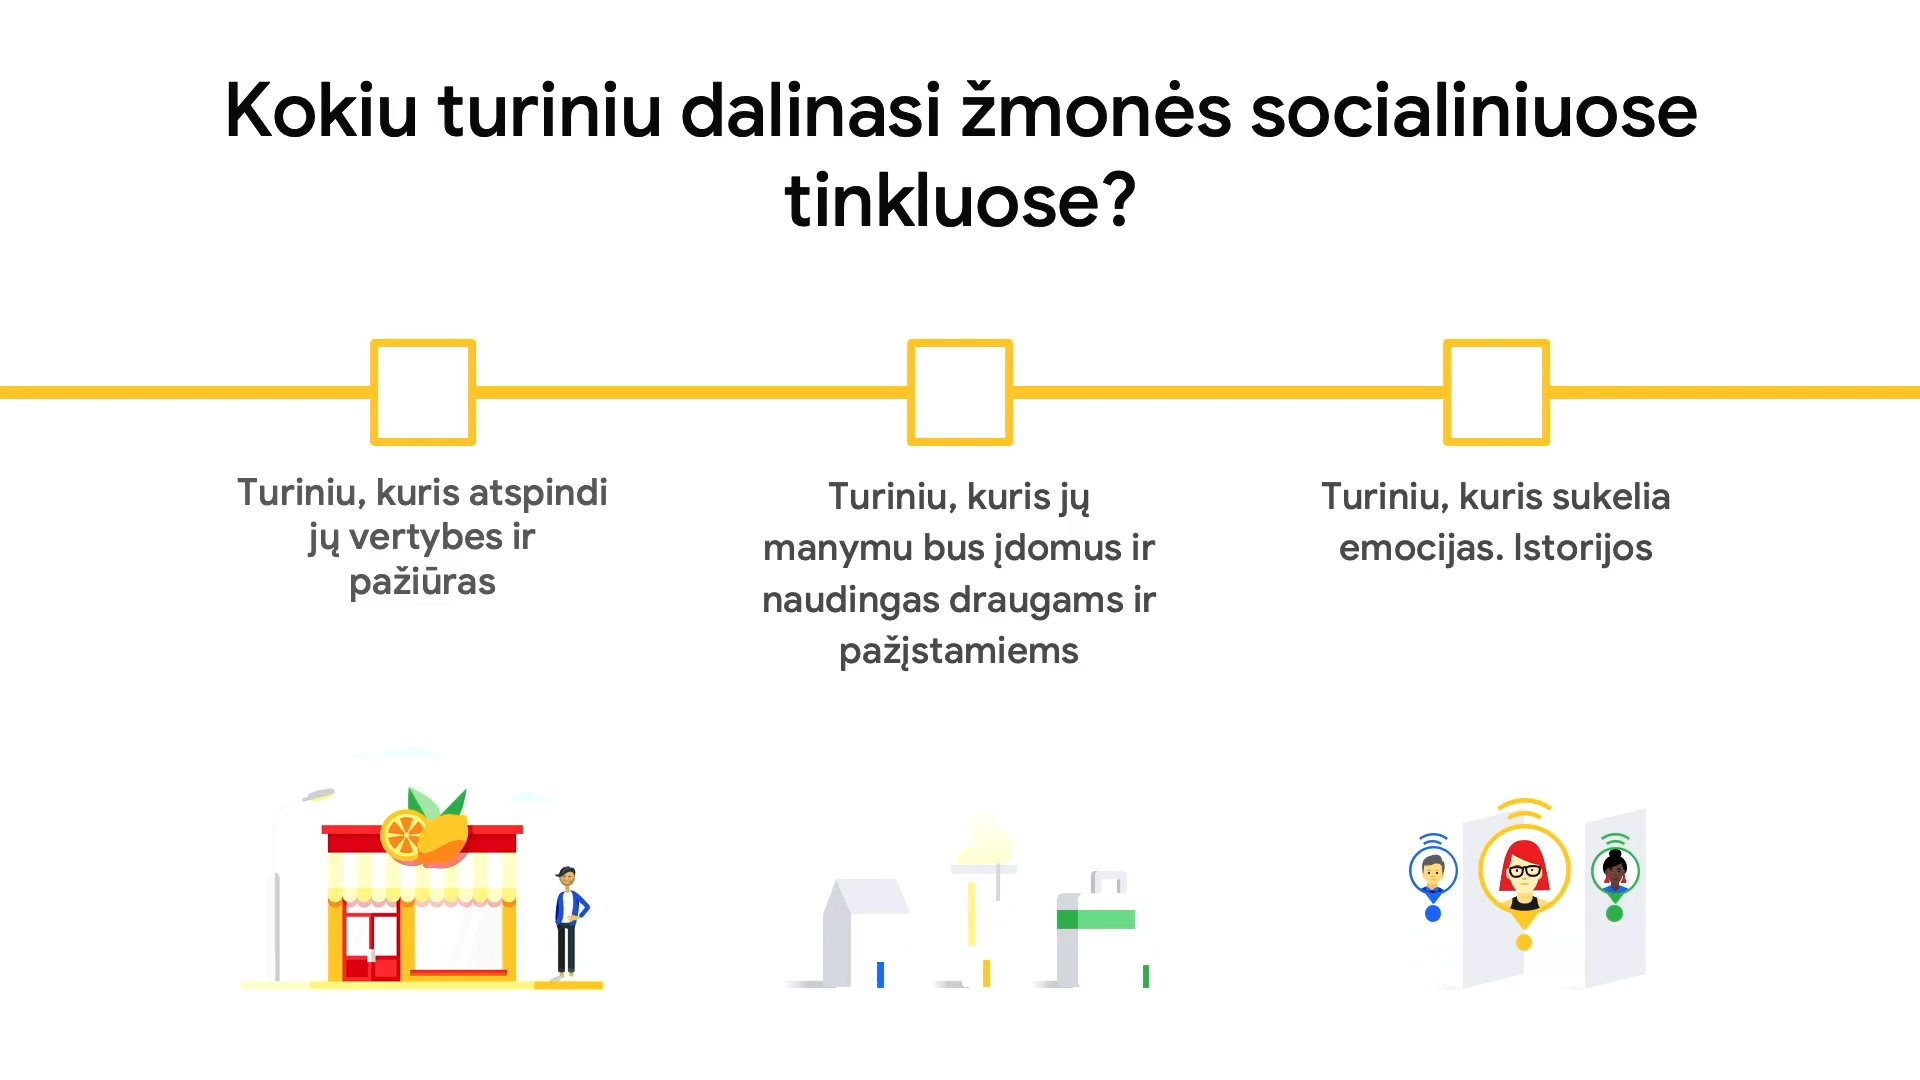 Kokiu turiniu dalinasi žmonės socialiniuose
tinkluose?
Turiniu, kuris atspindi
jų vertybes ir
pažiūras
Turiniu, kuris jų
manymu bus įdomus ir
naudingas draugams ir
pažįstamiems
Turiniu, kuris sukelia
emocijas. Istorijos